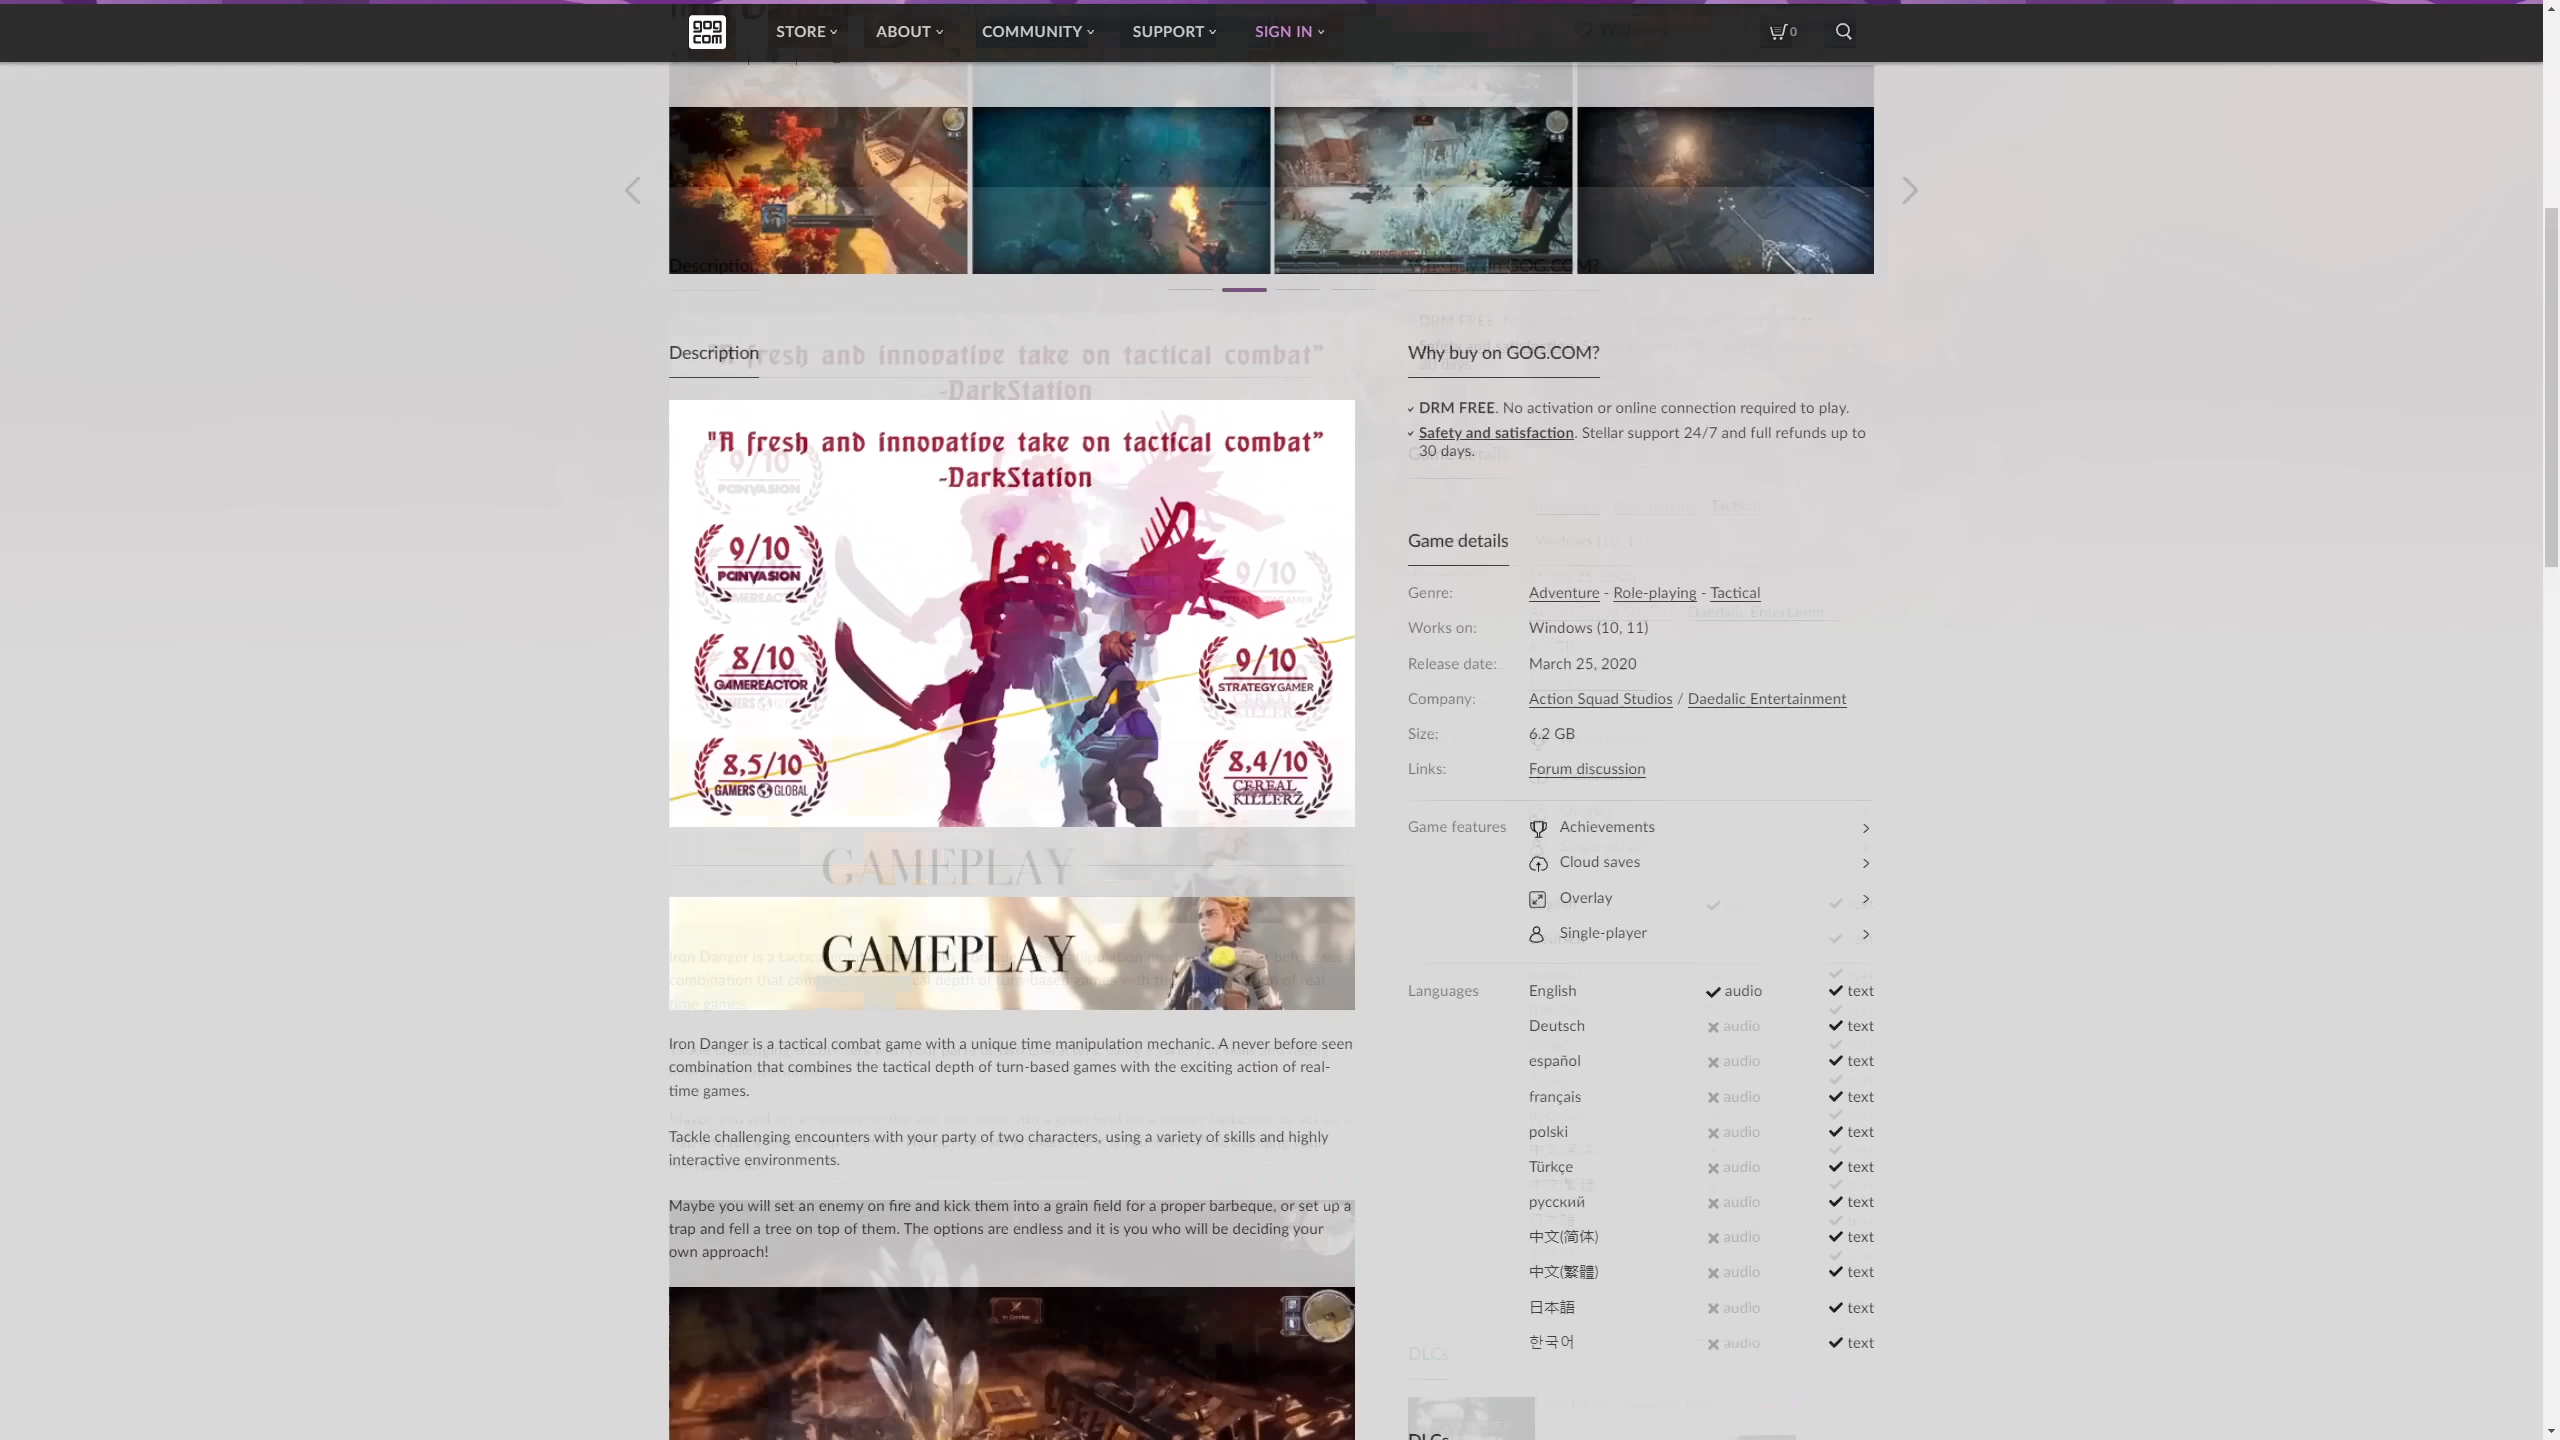 gog com
STORE ABOUT COMMUNITY SUPPORT SIGN IN 0
Description
"A fresh and innovative take on tactical combat"
-DarkStation
9/10
PCINVASION
8/10
GAMEREACTOR
8,5/10
GAMERS GLOBAL
9/10
STRATEGYGAMER
8,4/10
CEREAL
KILLERZ
GAMEPLAY
Iron Danger is a tactical combat game with a unique time manipulation mechanic. A never before seen
combination that combines the tactical depth of turn-based games with the exciting action of real-
time games.
Tackle challenging encounters with your party of two characters, using a variety of skills and highly
interactive environments.
Maybe you will set an enemy on fire and kick them into a grain field for a proper barbeque, or set up a
trap and fell a tree on top of them. The options are endless and it is you who will be deciding your
own approach!
Why buy on GOG.COM?
DRM FREE. No activation or online connection required to play.
Safety and satisfaction. Stellar support 24/7 and full refunds up to
30 days.
Game details
Genre: Adventure - Role-playing - Tactical
Works on: Windows (10, 11)
Release date: March 25, 2020
Company: Action Squad Studios / Daedalic Entertainment
Size: 6.2 GB
Links: Forum discussion
Game features Achievements
Cloud saves
Overlay
Single-player
Languages English audio text
Deutsch audio text
español audio text
français audio text
polski audio text
Türkçe audio text
русский audio text
中文(简体) audio text
中文(繁體) audio text
日本語 audio text
한국어 audio text
DLCs